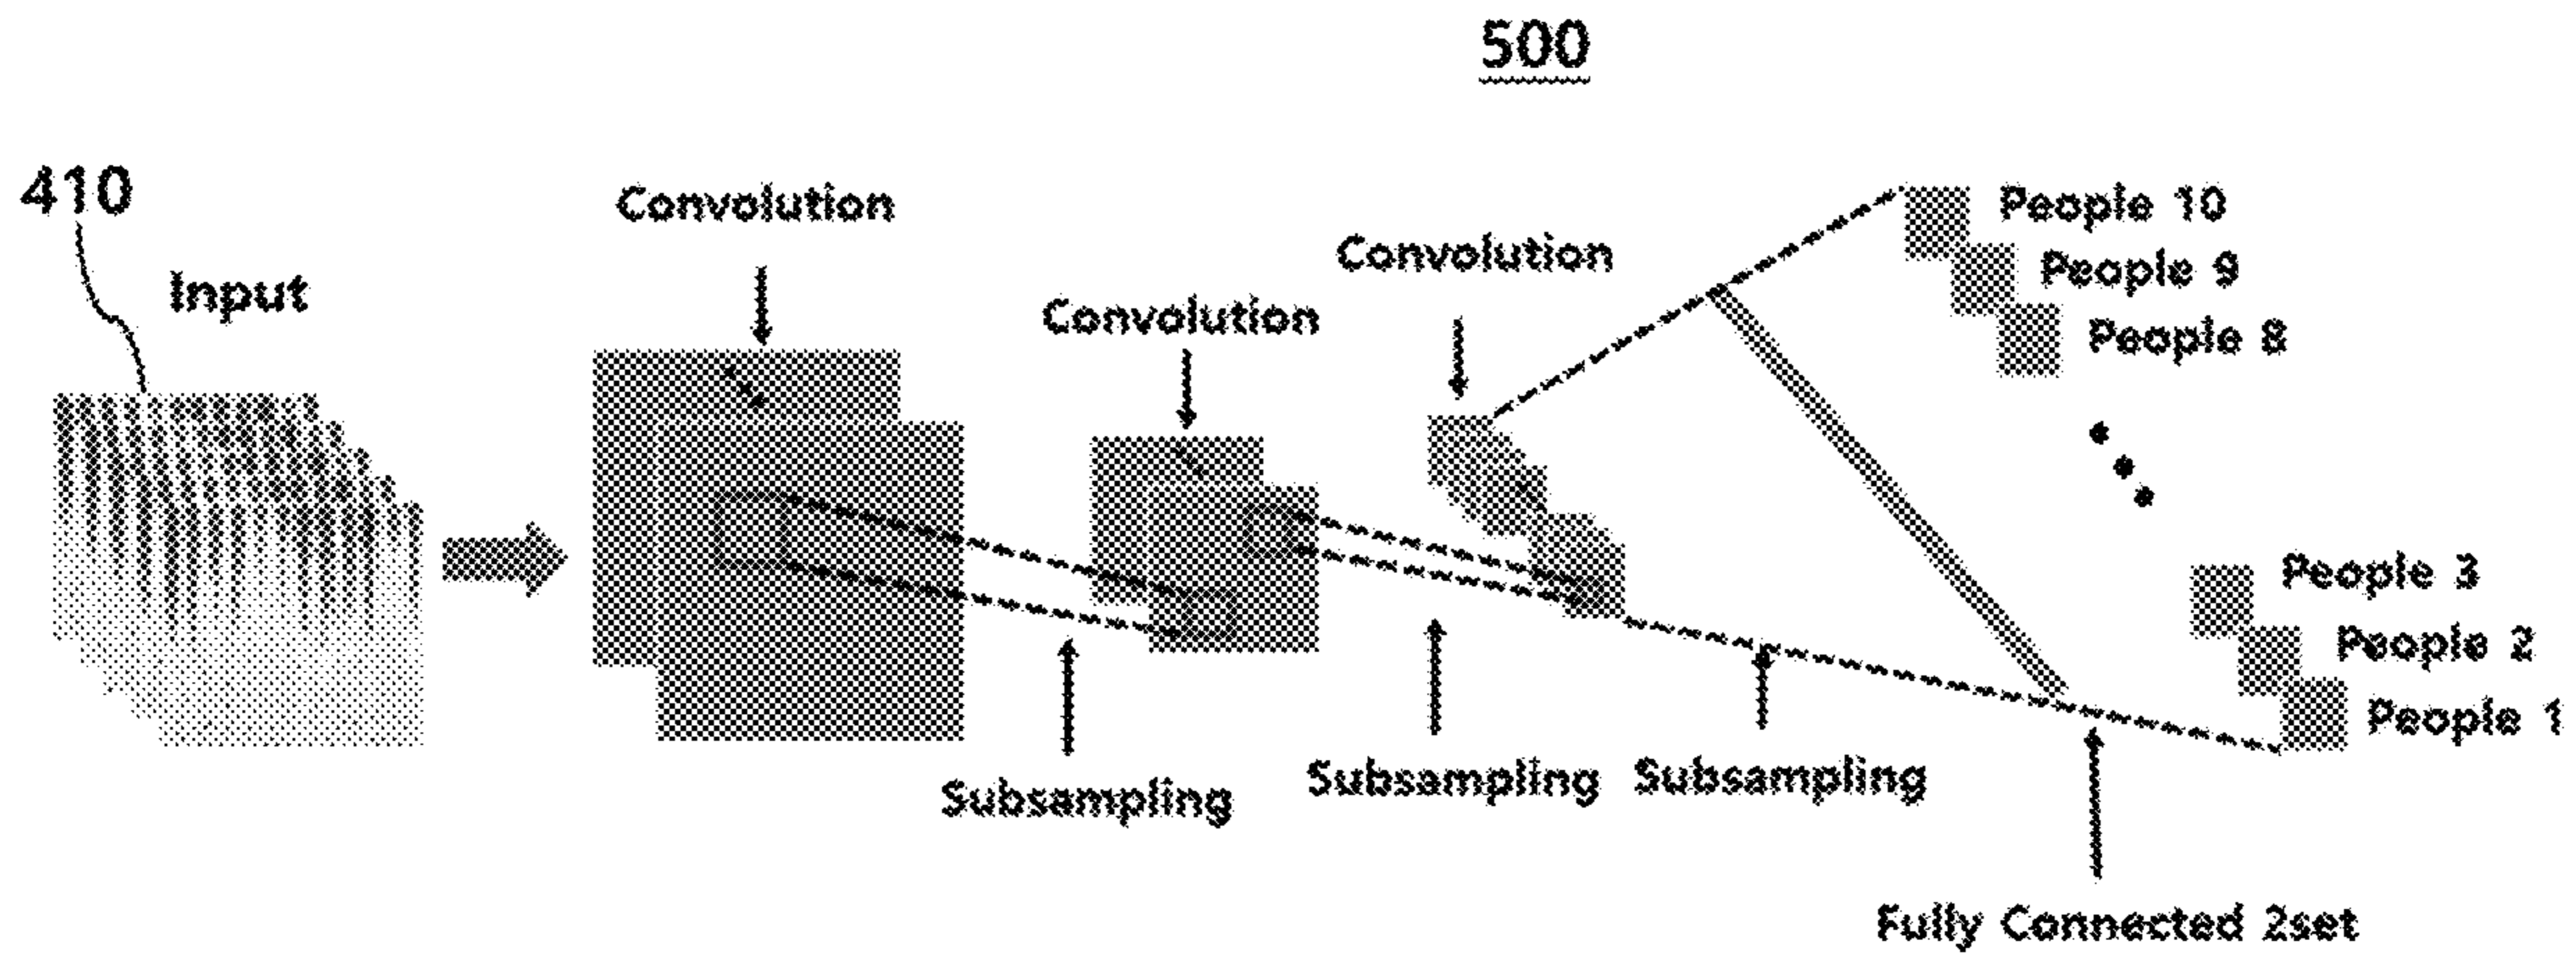 500
410
Input
Convolution
Convolution
Convolution
People 10
People 9
People 8
People 3
People 2
People 1
Subsampling
Subsampling
Subsampling
Fully Connected 2set